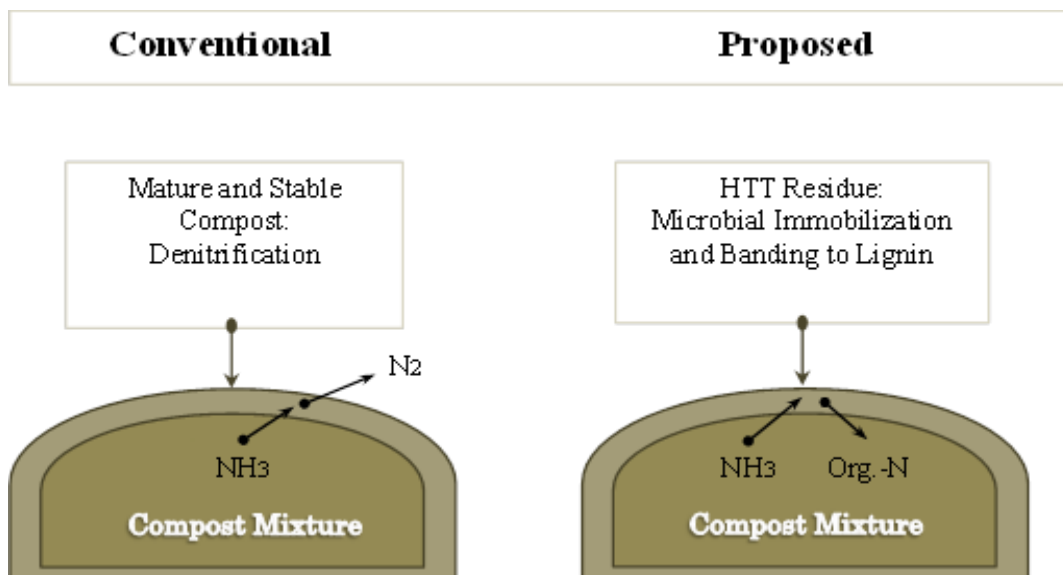 Conventional
Proposed
Mature and Stable
Compost:
Denitrification
HTT Residue:
Microbial Immobilization
and Banding to Lignin
N2
NH3
Compost Mixture
NH3
Org.-N
Compost Mixture